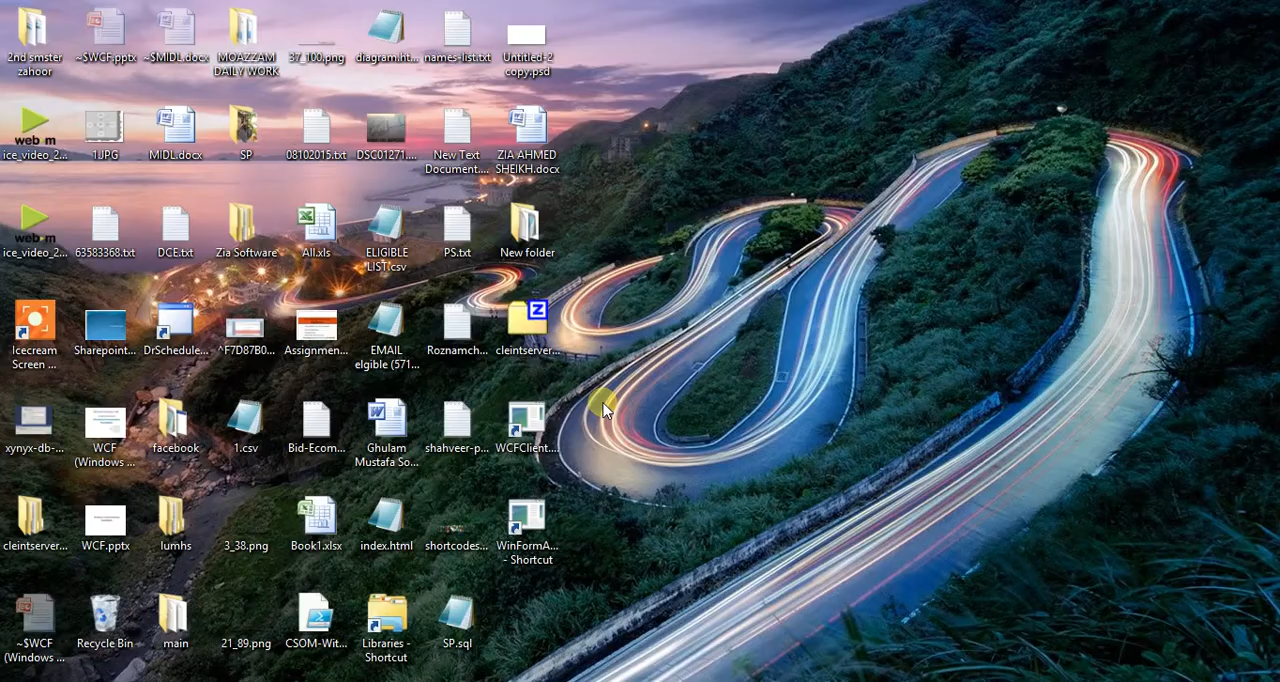 2nd smster
zahoor
~$WCF.pptx
~$MIDL.docx
MOAZZAM
DAILY WORK
37_100.png
diagram.ht...
names-list.txt
Untitled-2
copy.psd
web m
ice_video_2...
1.JPG
MIDL.docx
SP
08102015.txt
DSC01271....
New Text
Document....
ZIA AHMED
SHEIKH.docx
web m
ice_video_2...
63583368.txt
DCE.txt
Zia Software
All.xls
ELIGIBLE
LIST.csv
PS.txt
New folder
Icecream
Screen ...
Sharepoint...
DrSchedule...
^F7D87B0...
Assignmen...
EMAIL
elgible (571...
Roznamch...
Z
cleintserver...
xynyx-db-...
WCF
(Windows ...
facebook
1.csv
Bid-Ecom...
Ghulam
Mustafa So...
shahveer-p...
WCFClient....
cleintserver...
WCF.pptx
lumhs
3_38.png
Book1.xlsx
index.html
shortcodes...
WinFormA...
- Shortcut
~$WCF
(Windows ...
Recycle Bin
main
21_89.png
CSOM-Wit...
Libraries -
Shortcut
SP.sql